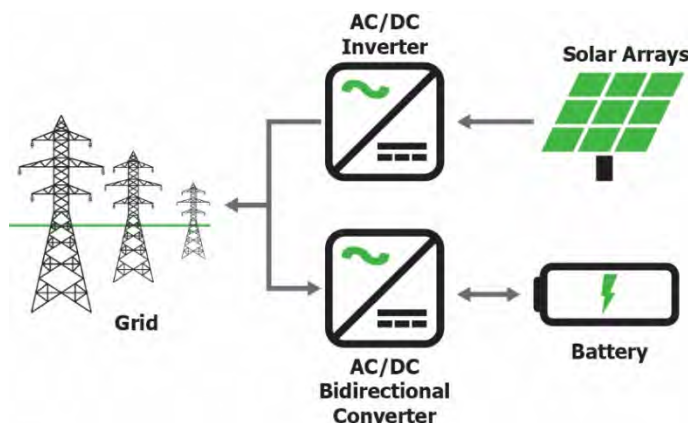 AC/DC
Inverter
Solar Arrays
Grid
AC/DC
Bidirectional
Converter
Battery